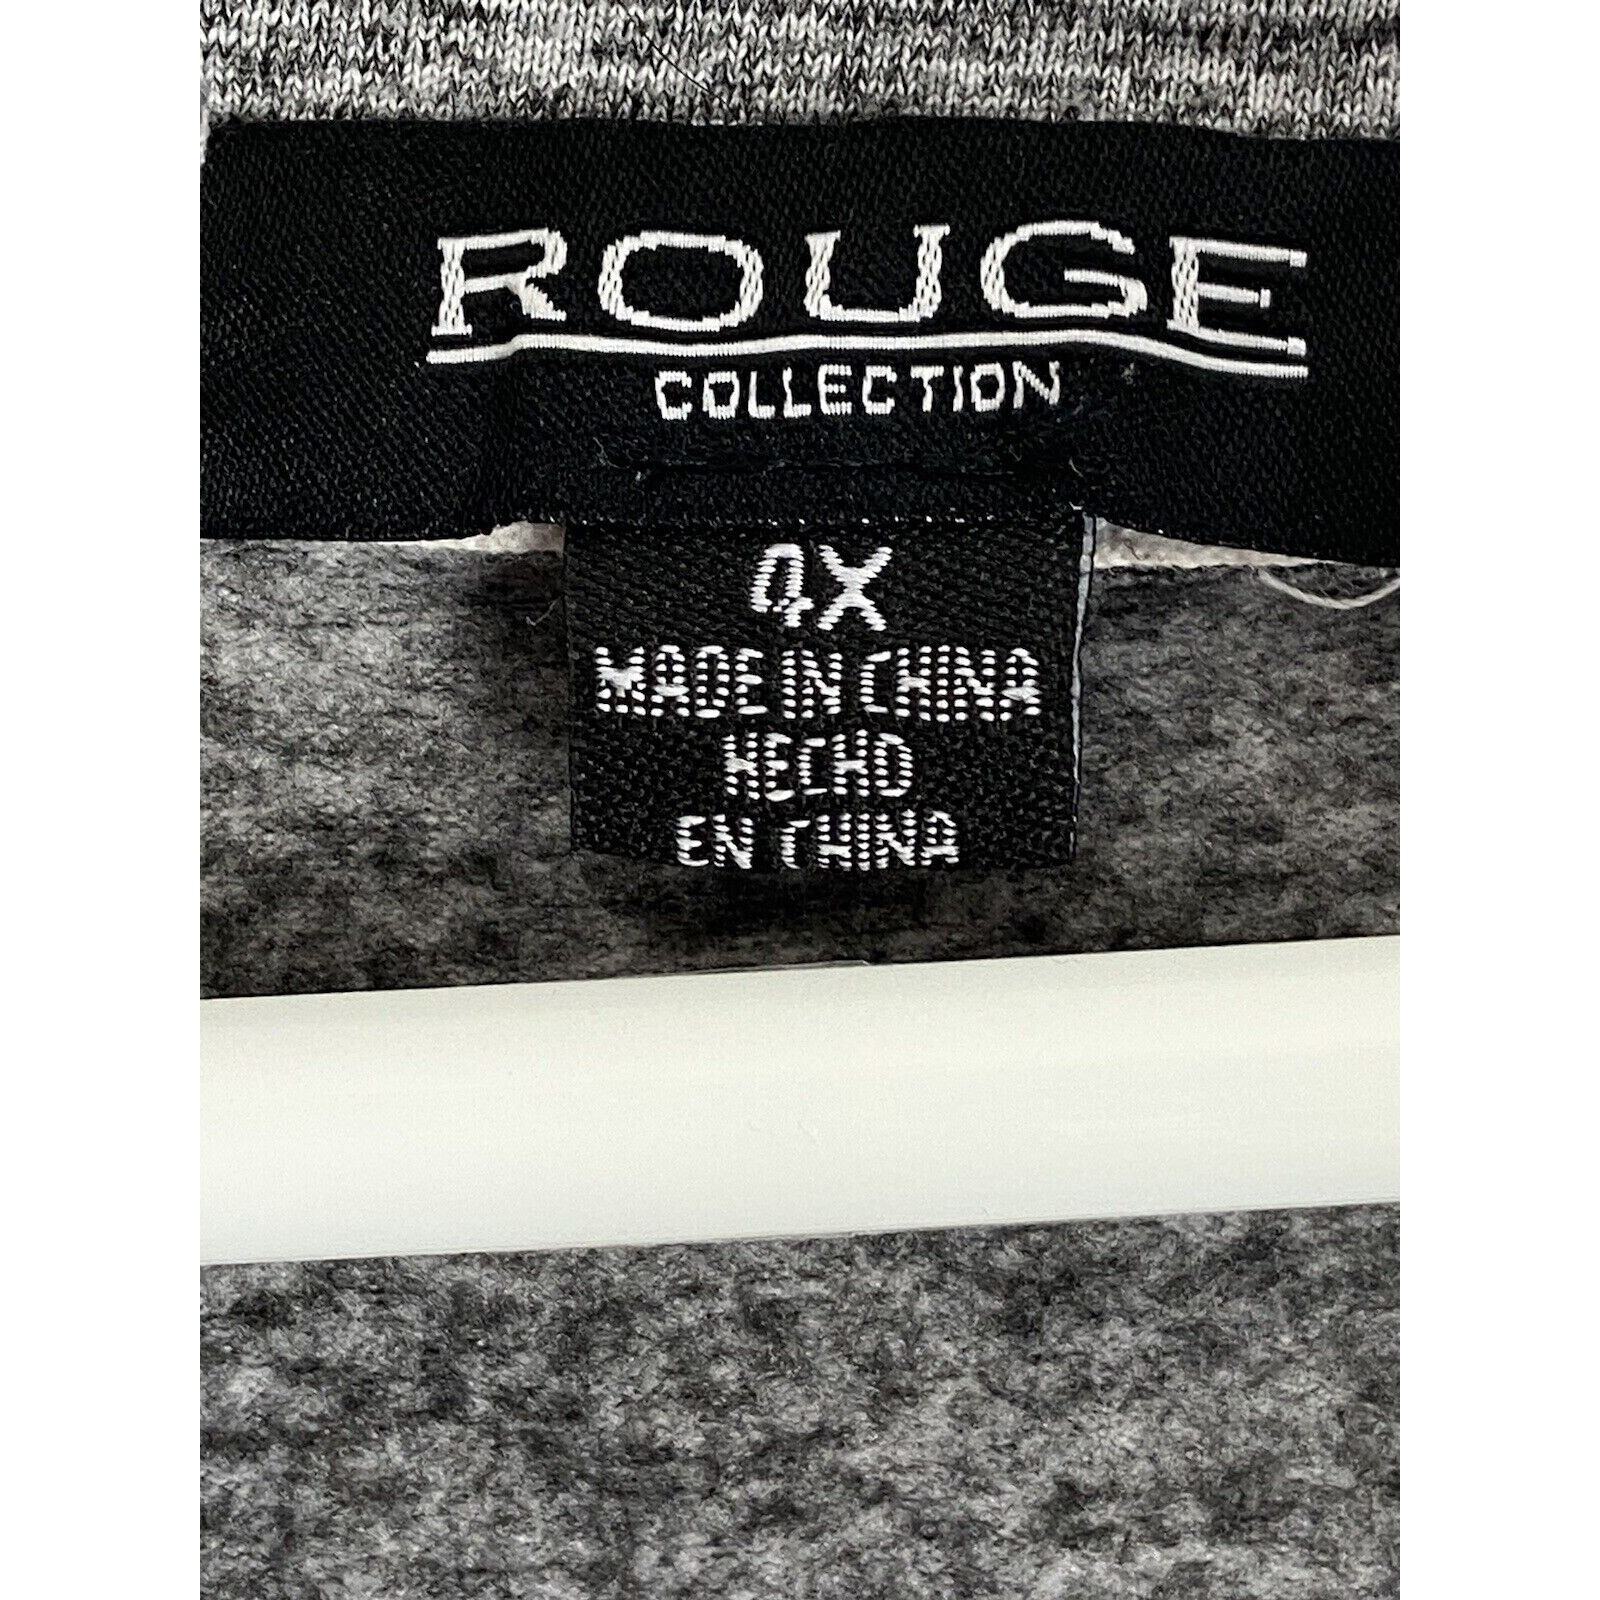 ROUGE
COLLECTION
4X
MADE IN CHINA
HECHO
EN CHINA